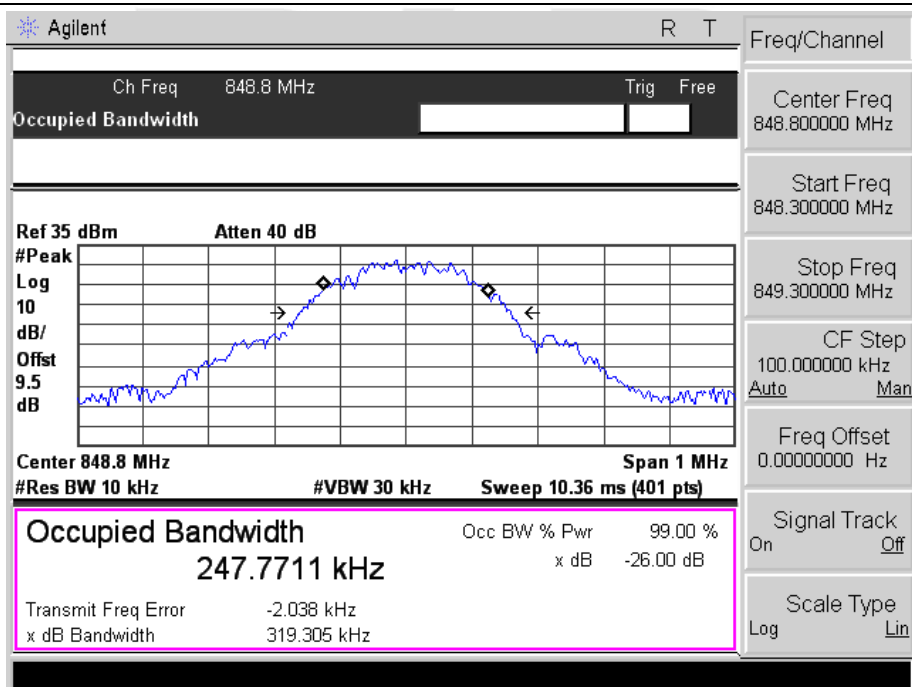 Agilent R T
Ch Freq 848.8 MHz Trig Free
Occupied Bandwidth
Ref 35 dBm Atten 40 dB
#Peak
Log
10
dB/
Offst
9.5
dB
Center 848.8 MHz Span 1 MHz
#Res BW 10 kHz #VBW 30 kHz Sweep 10.36 ms (401 pts)
Occupied Bandwidth
247.7711 kHz
Occ BW % Pwr 99.00 %
x dB -26.00 dB
Transmit Freq Error -2.038 kHz
x dB Bandwidth 319.305 kHz
Freq/Channel
Center Freq
848.800000 MHz
Start Freq
848.300000 MHz
Stop Freq
849.300000 MHz
CF Step
100.000000 kHz
Auto Man
Freq Offset
0.00000000 Hz
Signal Track
On Off
Scale Type
Log Lin